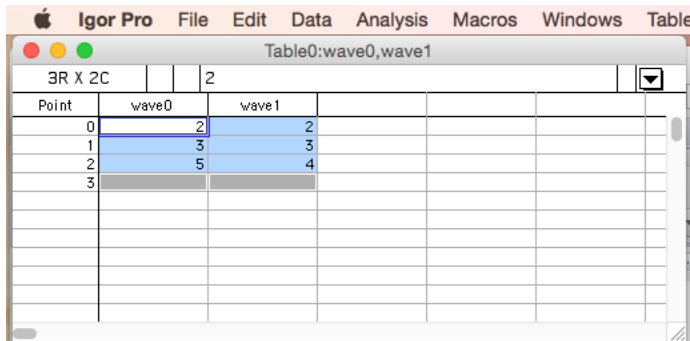 Igor Pro File Edit Data Analysis Macros Windows Table
Table0:wave0,wave1
3R X 2C 2
Point wave0 wave1
0 2 2
1 3 3
2 5 4
3